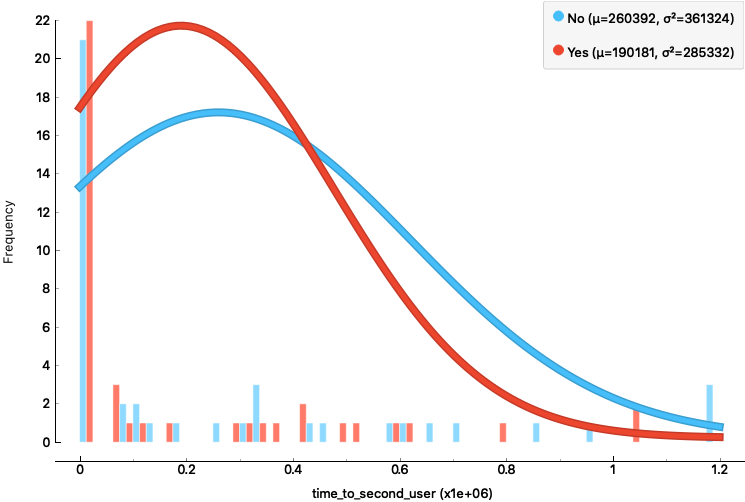 No (μ=260392, σ²=361324)
Yes (μ=190181, σ²=285332)
22
20
18
16
14
12
10
8
6
4
2
0
Frequency
0 0.2 0.4 0.6 0.8 1 1.2
time_to_second_user (x1e+06)